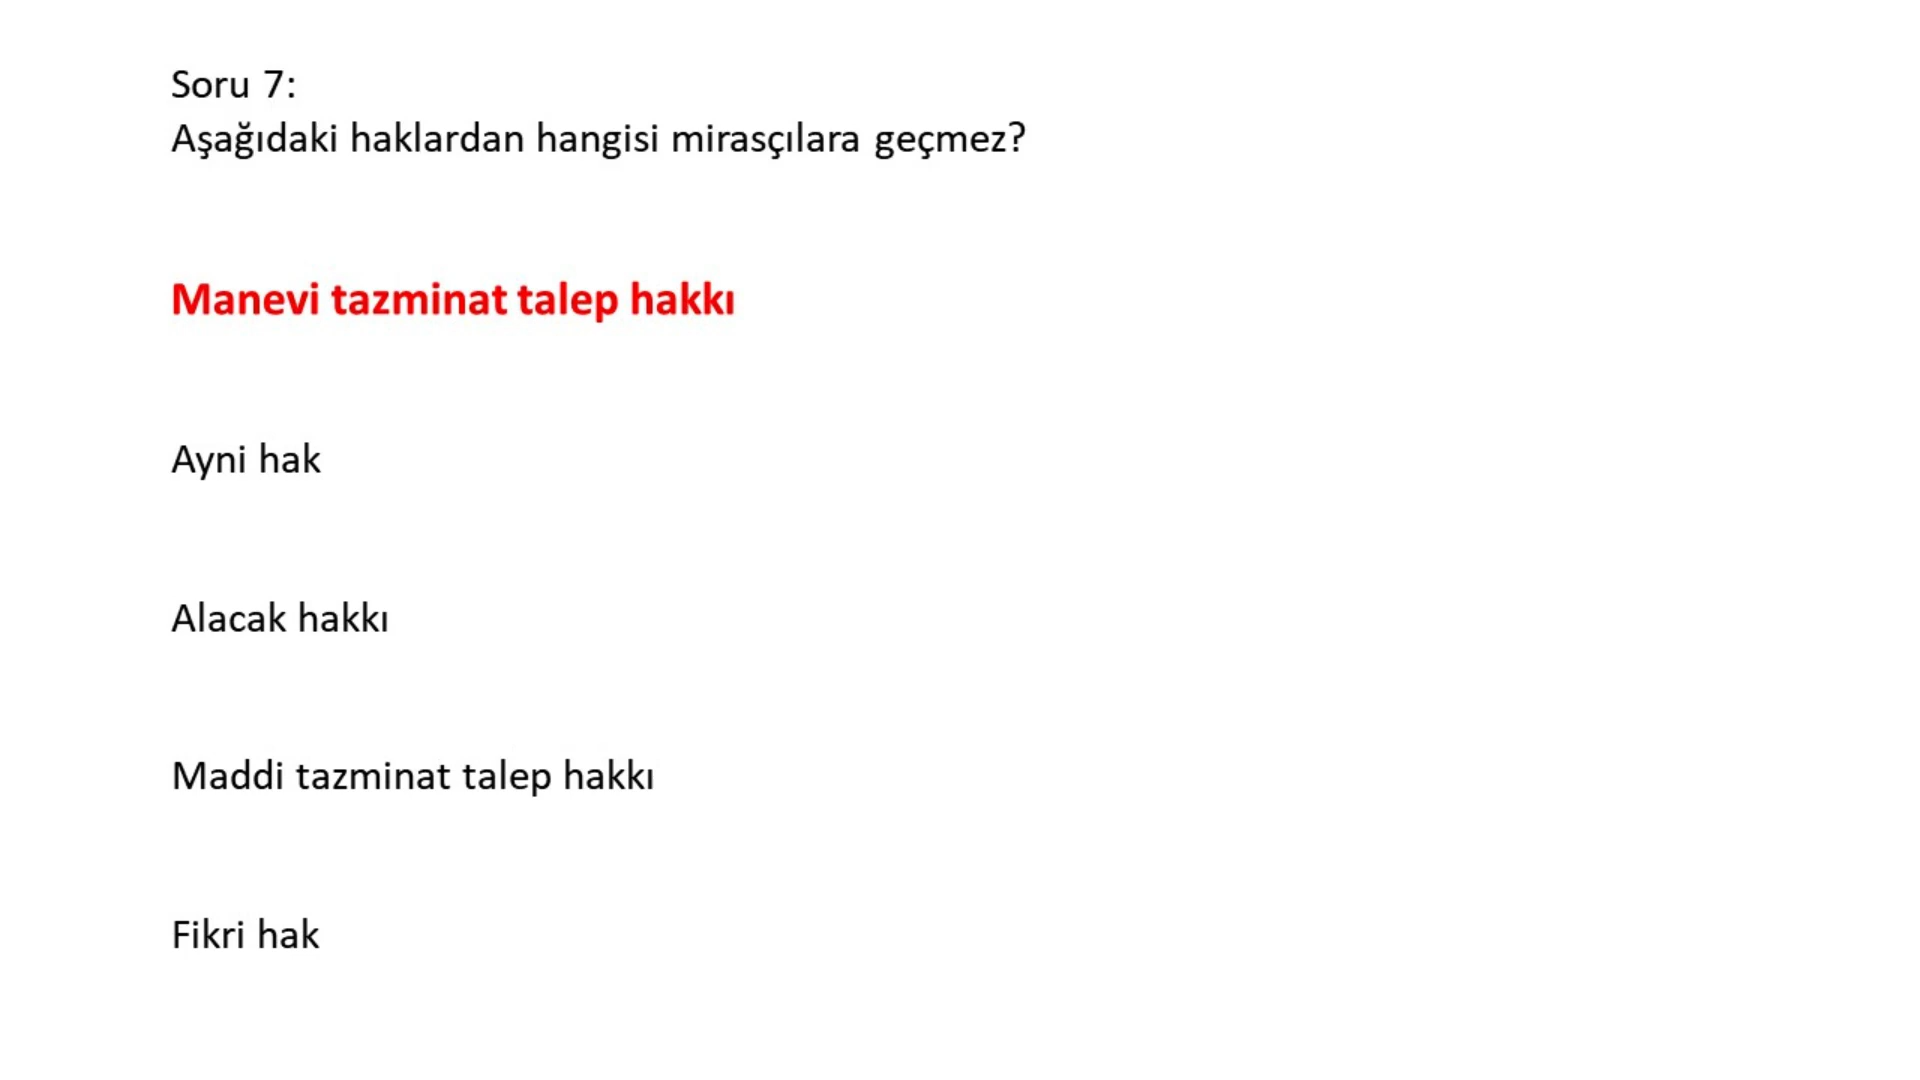 Soru 7:
Aşağıdaki haklardan hangisi mirasçılara geçmez?
Manevi tazminat talep hakkı
Ayni hak
Alacak hakkı
Maddi tazminat talep hakkı
Fikri hak